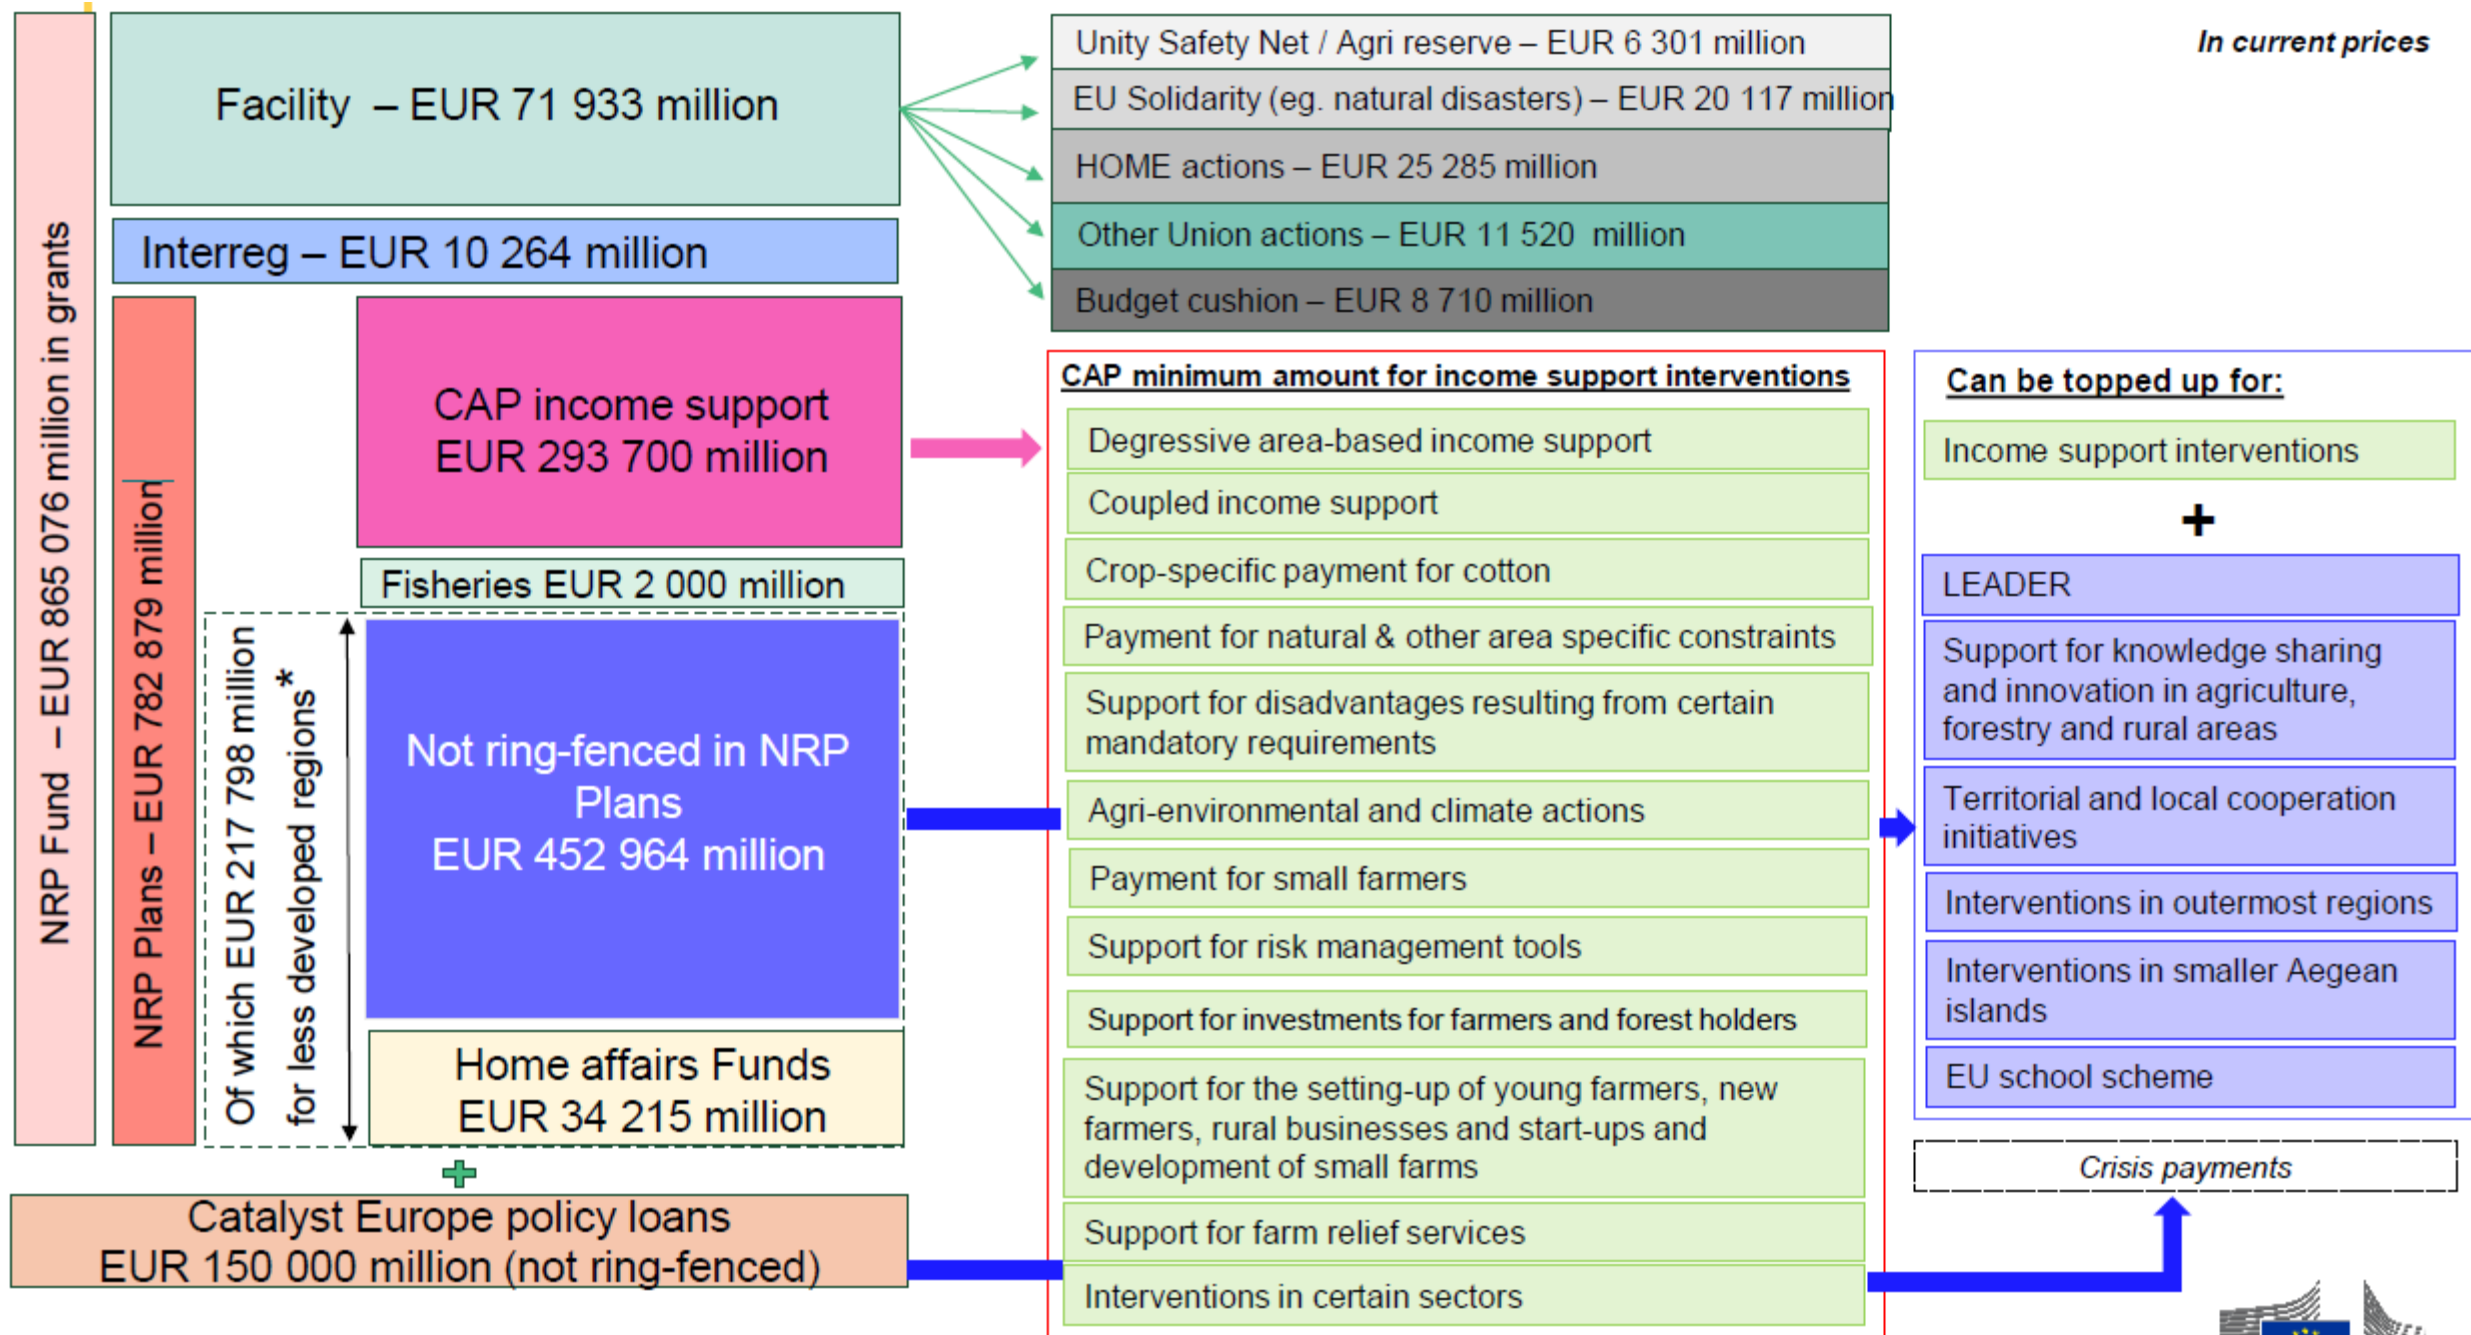 In current prices
NRP Fund – EUR 865 076 million in grants
Facility – EUR 71 933 million
Unity Safety Net / Agri reserve – EUR 6 301 million
EU Solidarity (eg. natural disasters) – EUR 20 117 million
HOME actions – EUR 25 285 million
Other Union actions – EUR 11 520 million
Budget cushion – EUR 8 710 million
Interreg – EUR 10 264 million
NRP Plans – EUR 782 879 million
CAP income support
EUR 293 700 million
Fisheries EUR 2 000 million
Of which EUR 217 798 million
for less developed regions*
Not ring-fenced in NRP
Plans
EUR 452 964 million
Home affairs Funds
EUR 34 215 million
Catalyst Europe policy loans
EUR 150 000 million (not ring-fenced)
CAP minimum amount for income support interventions
Degressive area-based income support
Coupled income support
Crop-specific payment for cotton
Payment for natural & other area specific constraints
Support for disadvantages resulting from certain
mandatory requirements
Agri-environmental and climate actions
Payment for small farmers
Support for risk management tools
Support for investments for farmers and forest holders
Support for the setting-up of young farmers, new
farmers, rural businesses and start-ups and
development of small farms
Support for farm relief services
Interventions in certain sectors
Can be topped up for:
Income support interventions
+
LEADER
Support for knowledge sharing
and innovation in agriculture,
forestry and rural areas
Territorial and local cooperation
initiatives
Interventions in outermost regions
Interventions in smaller Aegean
islands
EU school scheme
Crisis payments